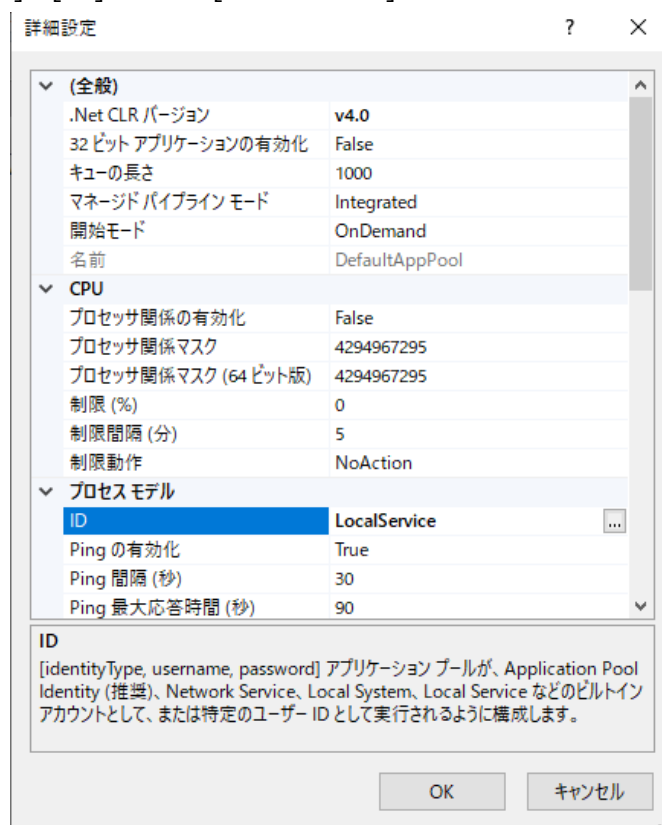 詳細設定 ?
(全般)
.Net CLR バージョン v4.0
32 ビット アプリケーションの有効化 False
キューの長さ 1000
マネージド パイプライン モード Integrated
開始モード OnDemand
名前 DefaultAppPool
CPU
プロセッサ関係の有効化 False
プロセッサ関係マスク 4294967295
プロセッサ関係マスク (64 ビット版) 4294967295
制限 (%) 0
制限間隔 (分) 5
制限動作 NoAction
プロセス モデル
ID LocalService ...
Ping の有効化 True
Ping 間隔 (秒) 30
Ping 最大応答時間 (秒) 90
ID
[identityType, username, password] アプリケーション プールが、Application Pool
Identity (推奨)、Network Service、Local System、Local Service などのビルトイン
アカウントとして、または特定のユーザー ID として実行されるように構成します。
OK キャンセル